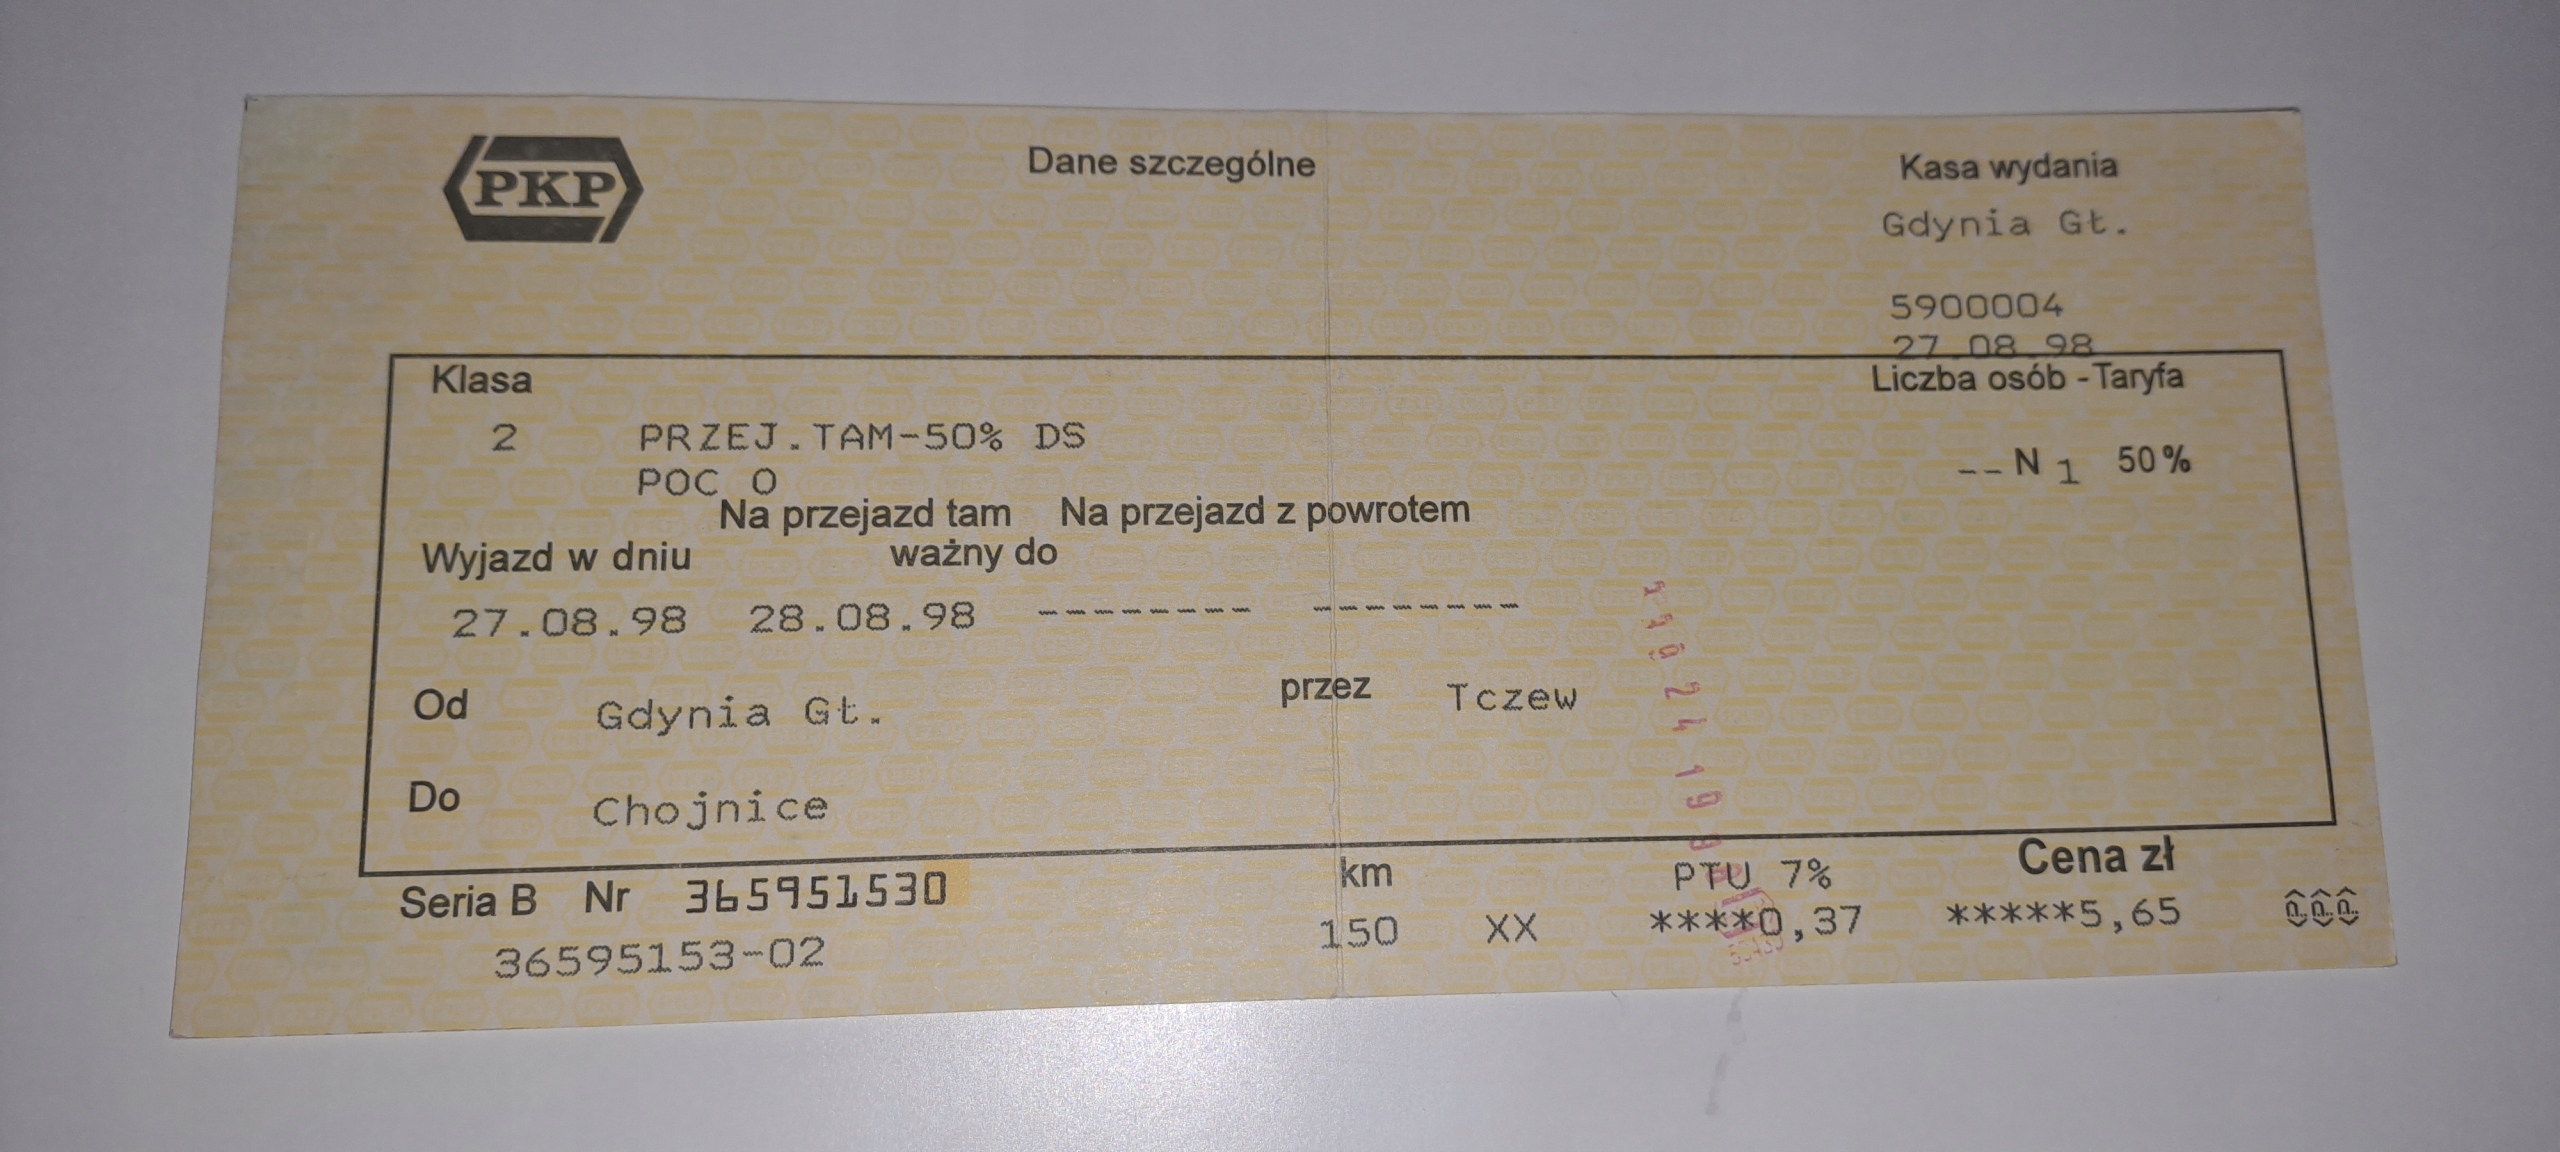 PKP
Dane szczególne
Kasa wydania
Gdynia Gł.
5900004
27.08.98
Klasa
Liczba osób - Taryfa
2 PRZEJ.TAM-50% DS
POC O
--N 1 50%
Na przejazd tam Na przejazd z powrotem
Wyjazd w dniu ważny do
27.08.98 28.08.98 -------- --------
Od Gdynia Gł. przez Tczew
Do Chojnice
Seria B Nr 365951530
36595153-02
km
150 XX
PTU 7%
****0,37
Cena zł
*****5,65